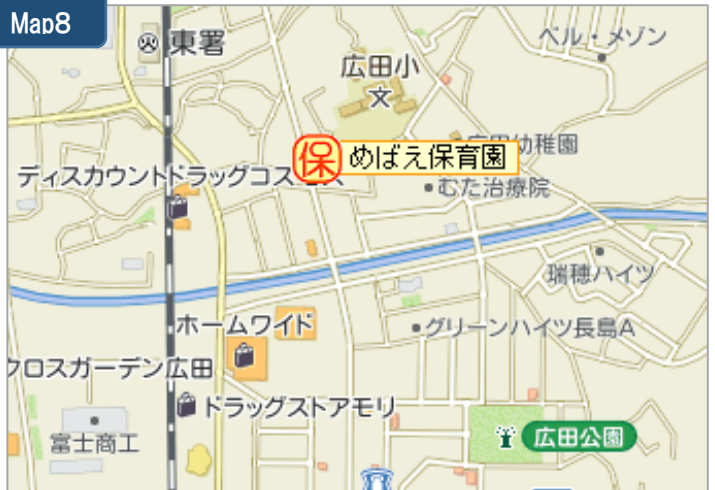 Map8
東署
ベル・メゾン
広田小
文
保 めばえ保育園
幼稚園
ディスカウントドラッグコス
むた治療院
瑞穂ハイツ
ホームワイド
グリーンハイツ長島A
クロスガーデン広田
ドラッグストアモリ
富士商工
広田公園